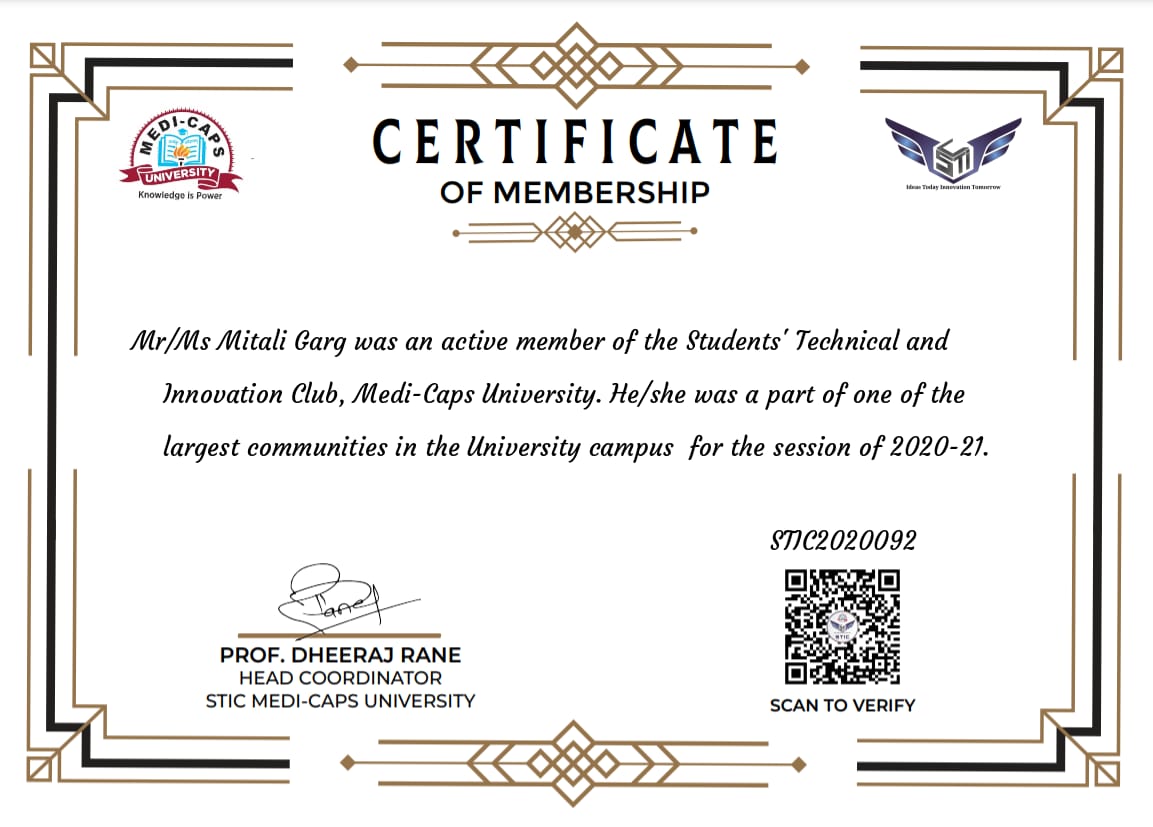 MEDI-CAPS
UNIVERSITY
Knowledge is Power
CERTIFICATE
OF MEMBERSHIP
STI
Ideas Today Innovation Tomorrow
Mr/Ms Mitali Garg was an active member of the Students' Technical and
Innovation Club, Medi-Caps University. He/she was a part of one of the
largest communities in the University campus for the session of 2020-21.
STIC2020092
Rane
PROF. DHEERAJ RANE
HEAD COORDINATOR
STIC MEDI-CAPS UNIVERSITY
STIC
SCAN TO VERIFY